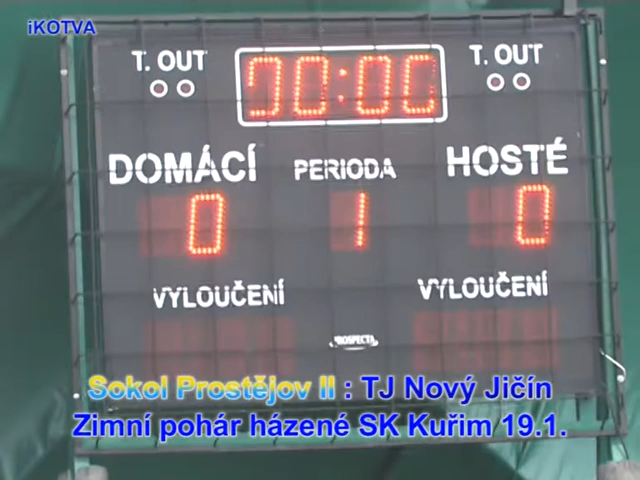 iKOTVA
T. OUT
T. OUT
00:00
DOMÁCÍ
PERIODA
HOSTÉ
0
1
0
VYLOUČENÍ
VYLOUČENÍ
PROSPECTA
Sokol Prostějov II : TJ Nový Jičín
Zimní pohár házené SK Kuřim 19.1.